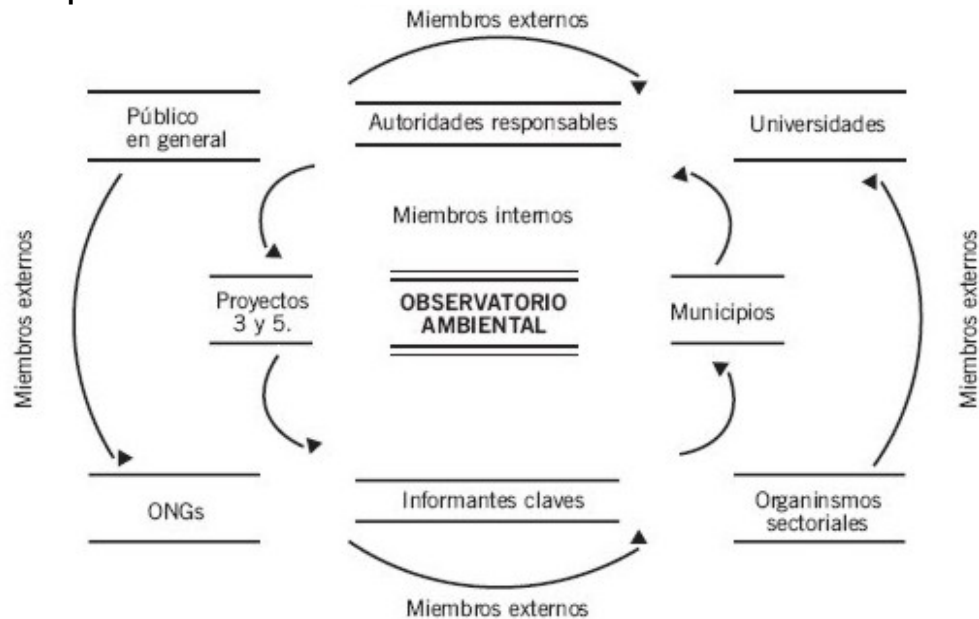 Miembros externos
Público
en general
Autoridades responsables
Universidades
Miembros internos
Miembros externos
Proyectos
3 y 5.
OBSERVATORIO
AMBIENTAL
Municipios
Miembros externos
ONGs
Informantes claves
Organinsmos
sectoriales
Miembros externos